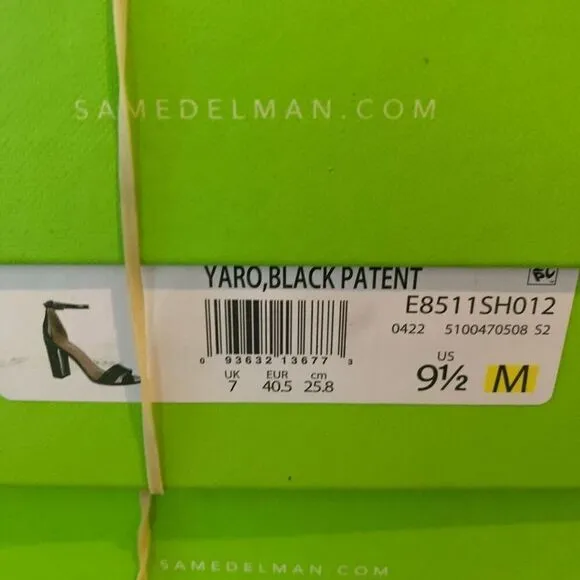 SAMEDELMAN.COM
YARO,BLACK PATENT
E8511SH012
0422 5100470508 S2
0 93632 13677 3
UK EUR cm
7 40.5 25.8
US
9½ M
SAMEDELMAN.COM